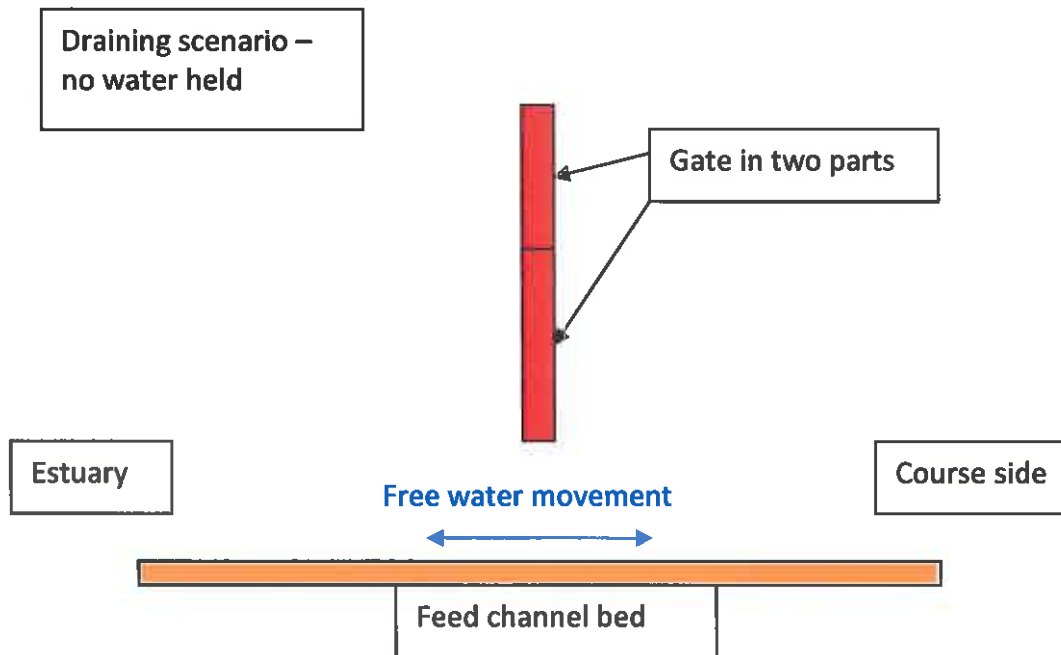 Draining scenario –
no water held
Gate in two parts
Estuary
Course side
Free water movement
Feed channel bed